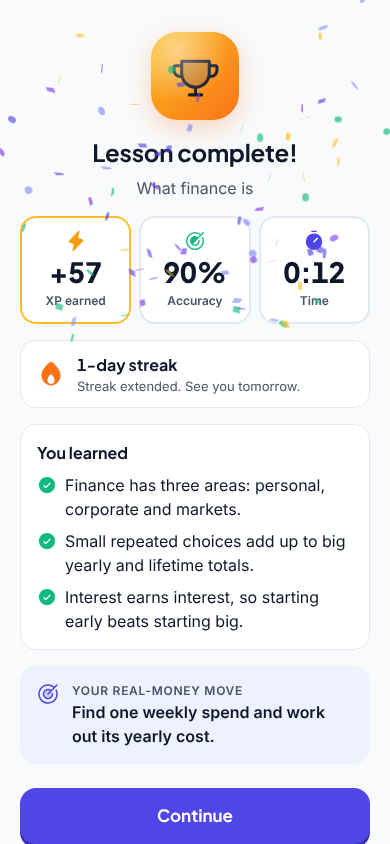 Lesson complete!
What finance is
+57
XP earned
90%
Accuracy
0:12
Time
1-day streak
Streak extended. See you tomorrow.
You learned
Finance has three areas: personal,
corporate and markets.
Small repeated choices add up to big
yearly and lifetime totals.
Interest earns interest, so starting
early beats starting big.
YOUR REAL-MONEY MOVE
Find one weekly spend and work
out its yearly cost.
Continue